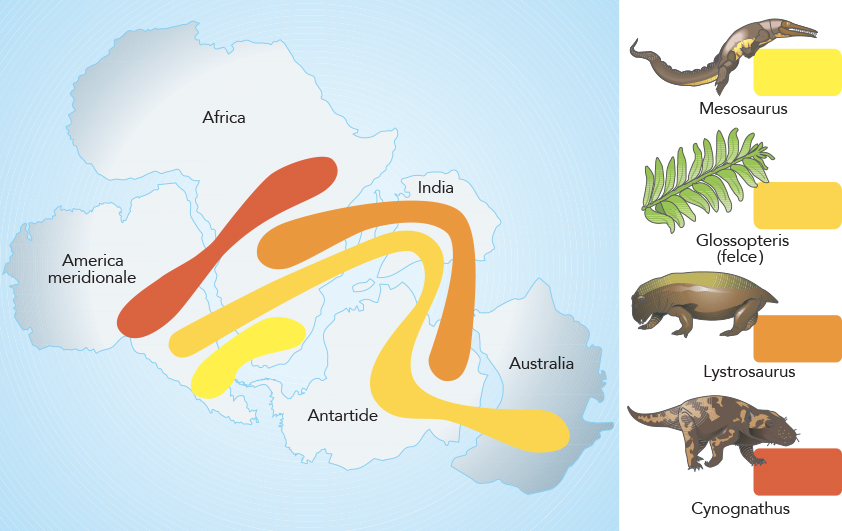 Africa
India
America
meridionale
Australia
Antartide
Mesosaurus
Glossopteris
(felce)
Lystrosaurus
Cynognathus